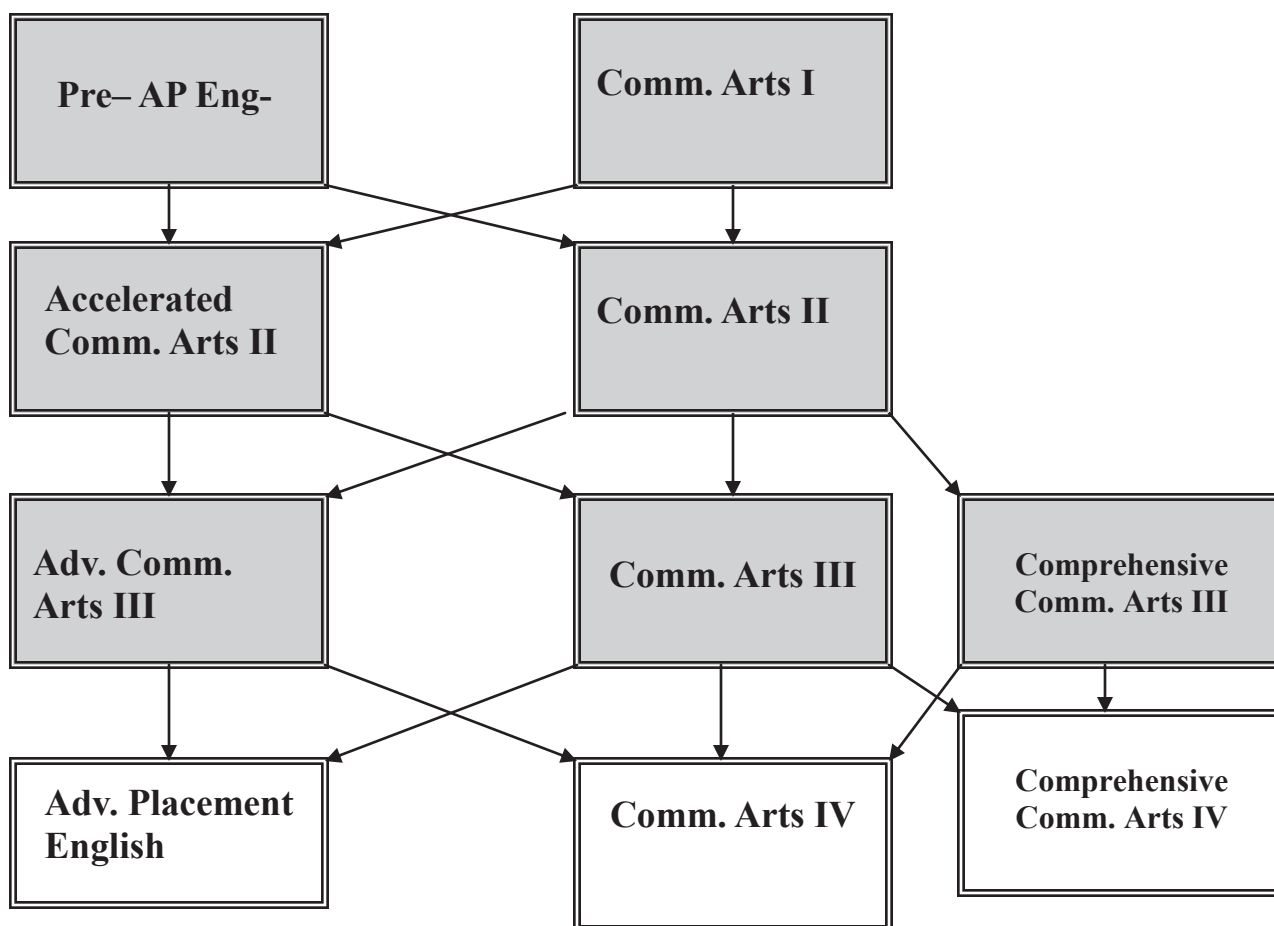 Pre– AP Eng-
Comm. Arts I
Accelerated
Comm. Arts II
Comm. Arts II
Adv. Comm.
Arts III
Comm. Arts III
Comprehensive
Comm. Arts III
Adv. Placement
English
Comm. Arts IV
Comprehensive
Comm. Arts IV